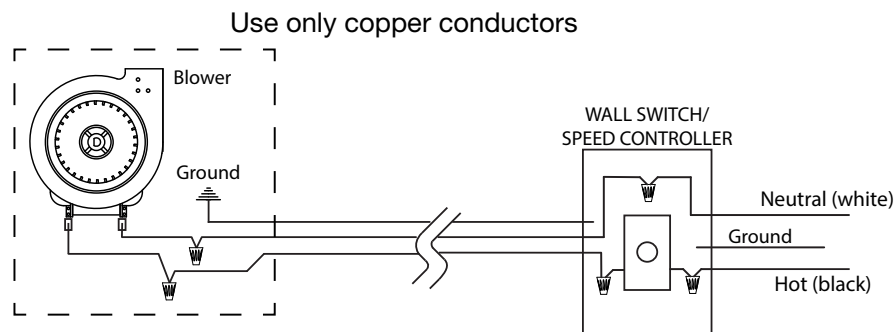 Use only copper conductors
Blower
D
Ground
WALL SWITCH/
SPEED CONTROLLER
Neutral (white)
Ground
Hot (black)